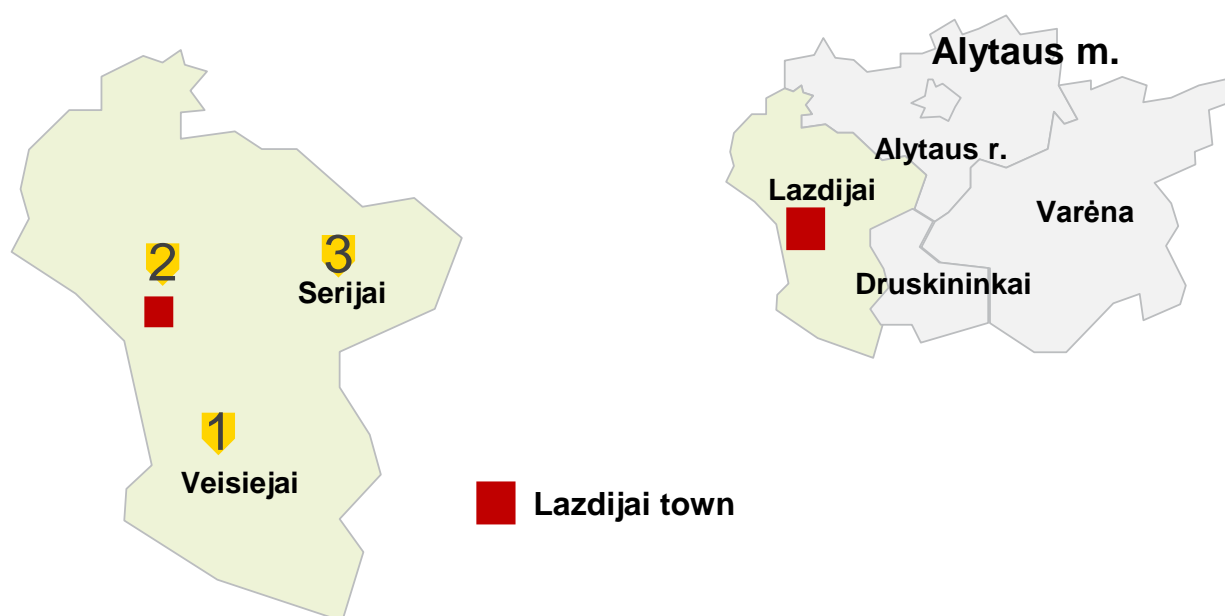 2
3
Serijai
1
Veisiejai
Lazdijai town
Alytaus m.
Alytaus r.
Lazdijai
Varėna
Druskininkai